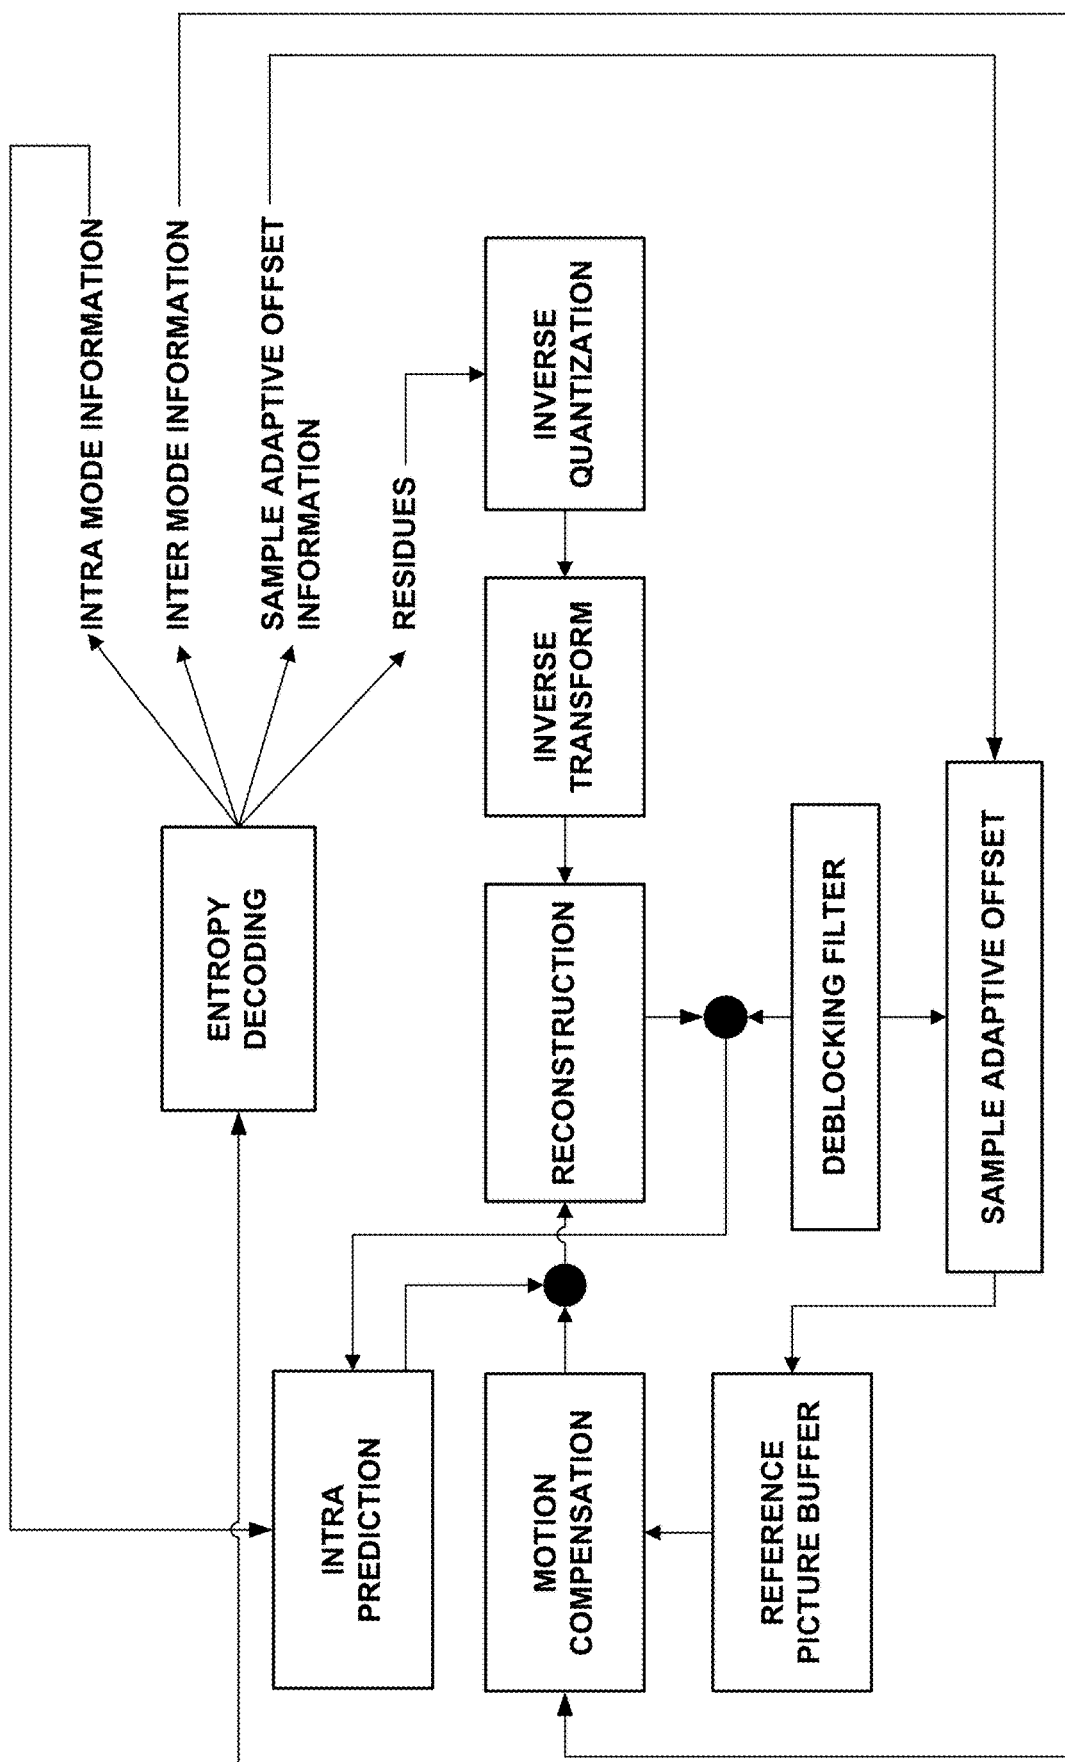 INTRA MODE INFORMATION
INTER MODE INFORMATION
SAMPLE ADAPTIVE OFFSET
INFORMATION
RESIDUES
ENTROPY
DECODING
INVERSE
QUANTIZATION
INVERSE
TRANSFORM
RECONSTRUCTION
INTRA
PREDICTION
MOTION
COMPENSATION
DEBLOCKING FILTER
REFERENCE
PICTURE BUFFER
SAMPLE ADAPTIVE OFFSET